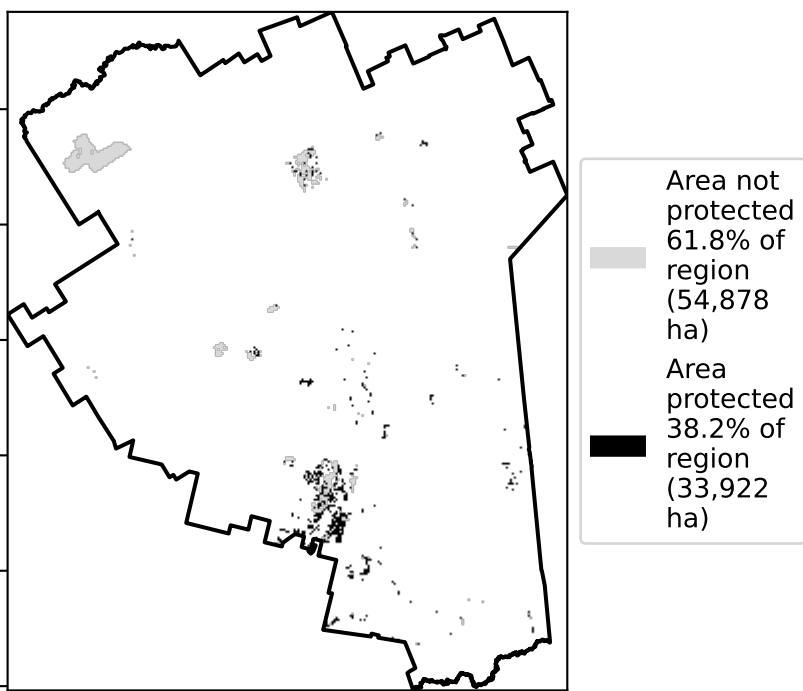 Area not
protected
61.8% of
region
(54,878
ha)
Area
protected
38.2% of
region
(33,922
ha)